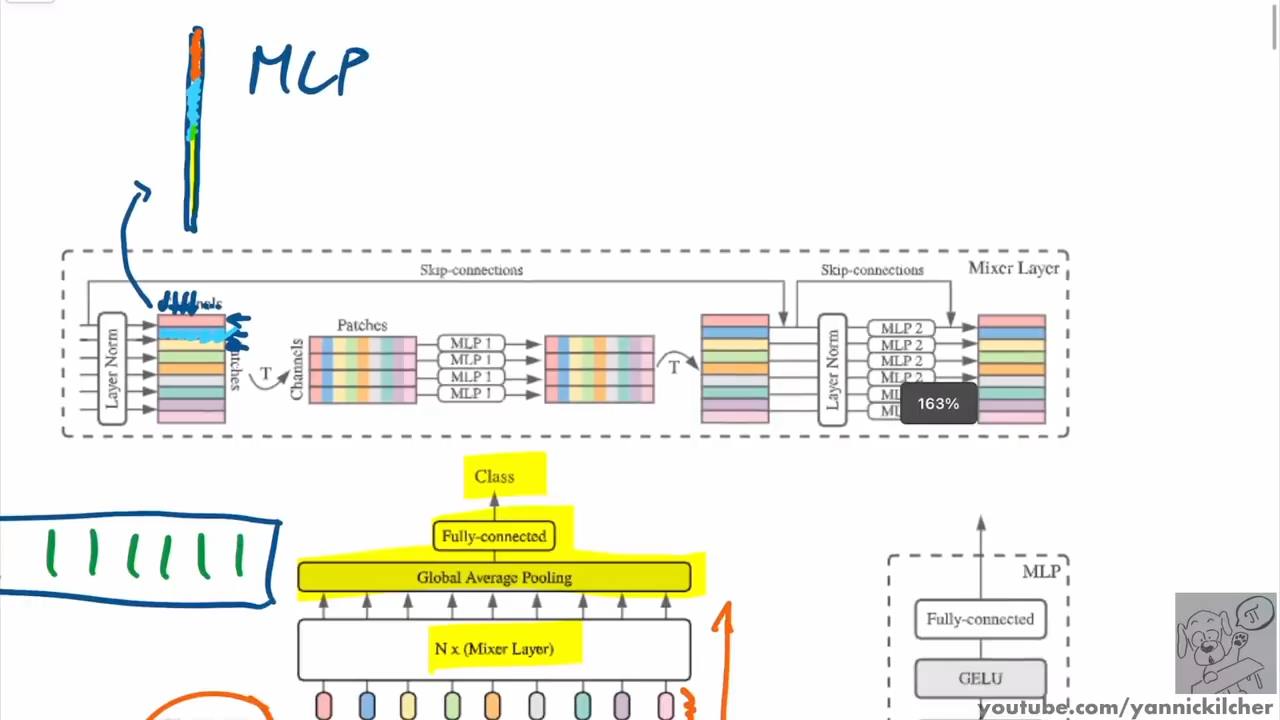 MLP
Skip-connections
Skip-connections
Mixer Layer
Patches
Layer Norm
T
Channels
MLP 1
MLP 1
MLP 1
MLP 1
T
Layer Norm
MLP 2
MLP 2
MLP 2
MLP 2
163%
Class
Fully-connected
Global Average Pooling
N x (Mixer Layer)
MLP
Fully-connected
GELU
π
youtube.com/yannickilcher